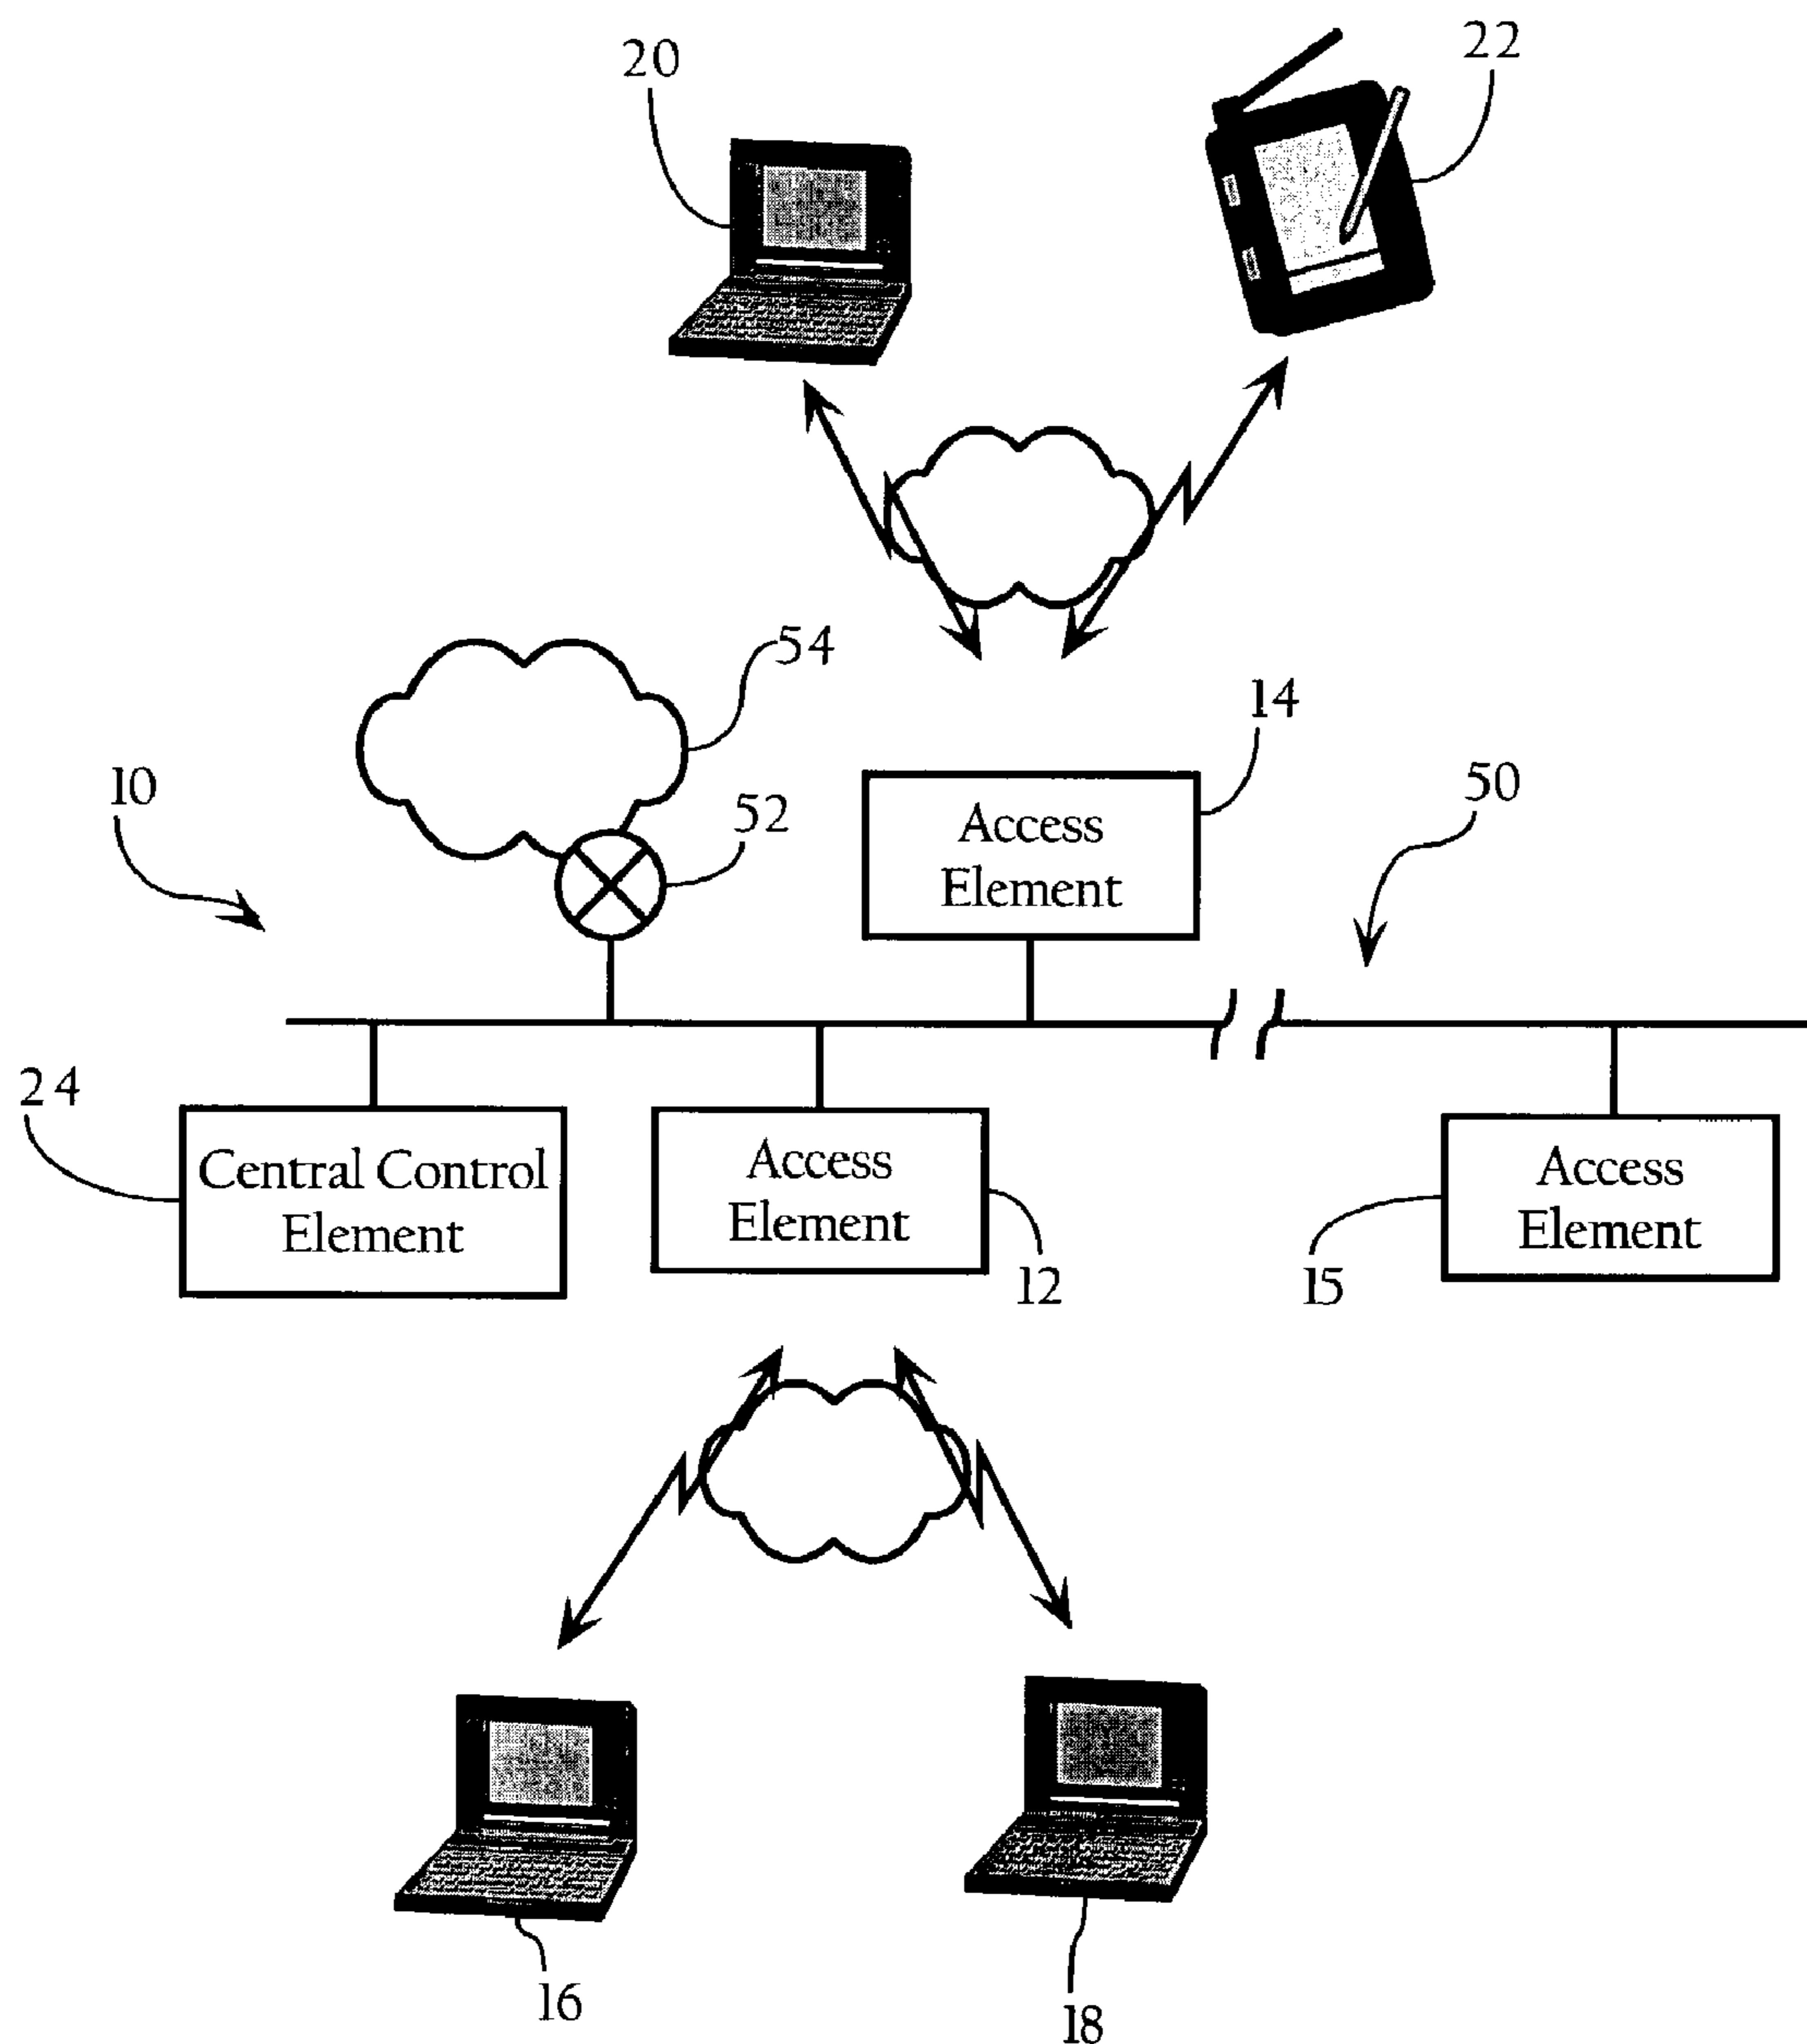 20
22
54
14
10
52
50
Access
Element
24
Central Control
Element
Access
Element
Access
Element
12
15
16
18